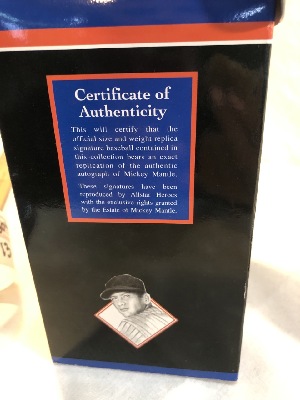 Certificate of
Authenticity
This will certify that the
official size and weight replica
signature baseball contained in
this collection bears an exact
replication of the authentic
autograph of Mickey Mantle.
These signatures have been
reproduced by Allstar Heroes
with the exclusive rights granted
by the Estate of Mickey Mantle.
13